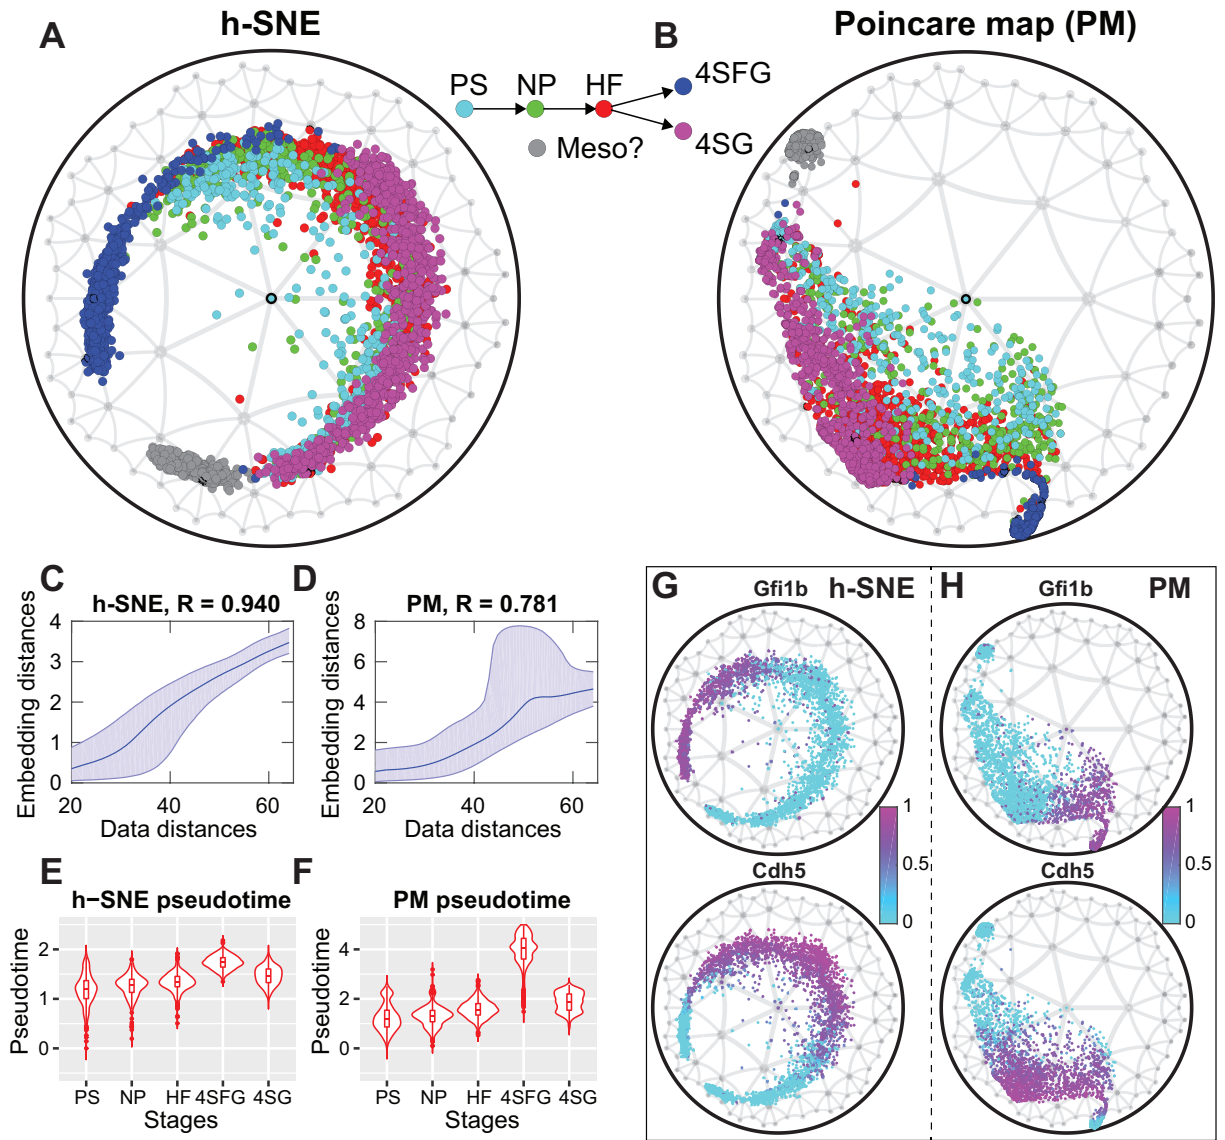 A
h-SNE
B
Poincare map (PM)
PS
NP
HF
4SFG
4SG
Meso?
C
h-SNE, R = 0.940
Embedding distances
4
3
2
1
0
20
40
60
Data distances
D
PM, R = 0.781
Embedding distances
8
6
4
2
0
20
40
60
Data distances
E
h−SNE pseudotime
Pseudotime
2
1
0
PS
NP
HF
4SFG
4SG
Stages
F
PM pseudotime
Pseudotime
4
2
0
PS
NP
HF
4SFG
4SG
Stages
G
h-SNE
Gfi1b
1
0.5
0
Cdh5
H
PM
Gfi1b
1
0.5
0
Cdh5